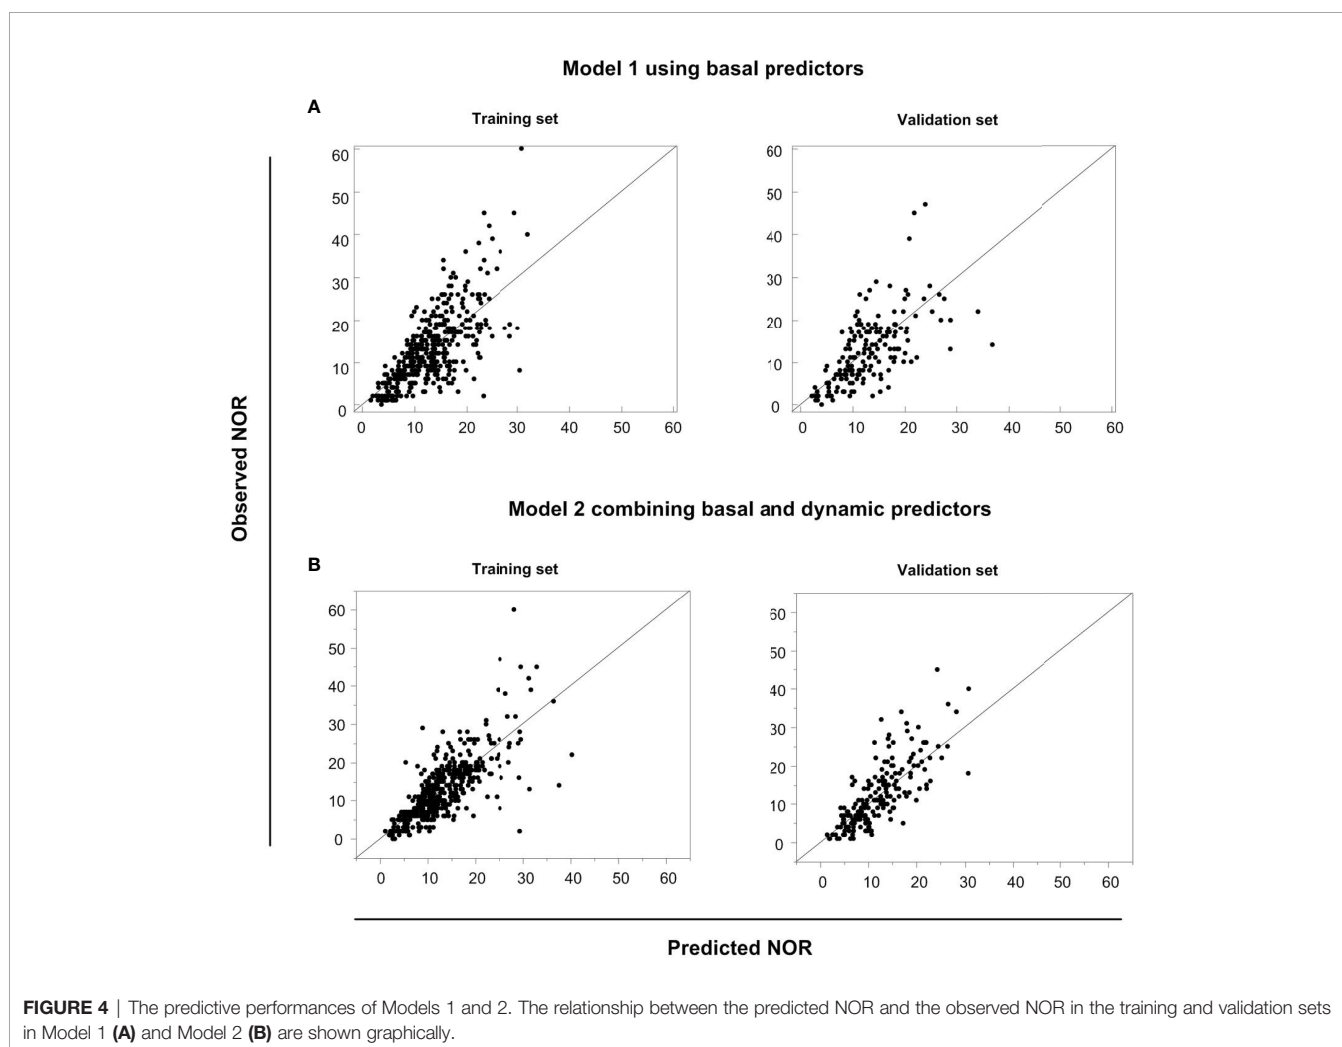 Model 1 using basal predictors
A
Training set
Validation set
60
50
40
30
20
10
0
0 10 20 30 40 50 60
60
50
40
30
20
10
0
0 10 20 30 40 50 60
Observed NOR
Model 2 combining basal and dynamic predictors
B
Training set
Validation set
60
50
40
30
20
10
0
0 10 20 30 40 50 60
60
50
40
30
20
10
0
0 10 20 30 40 50 60
Predicted NOR
FIGURE 4 | The predictive performances of Models 1 and 2. The relationship between the predicted NOR and the observed NOR in the training and validation sets
in Model 1 (A) and Model 2 (B) are shown graphically.